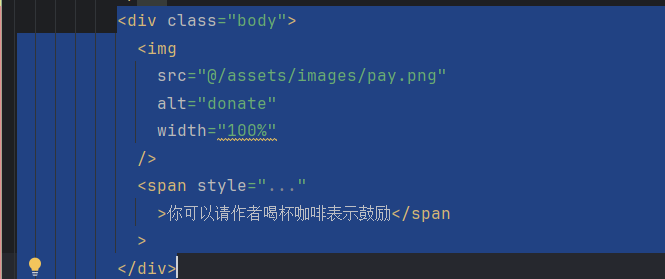 <div class="body">
<img
src="@/assets/images/pay.png"
alt="donate"
width="100%"
/>
<span style="..."
>你可以请作者喝杯咖啡表示鼓励</span
>
</div>